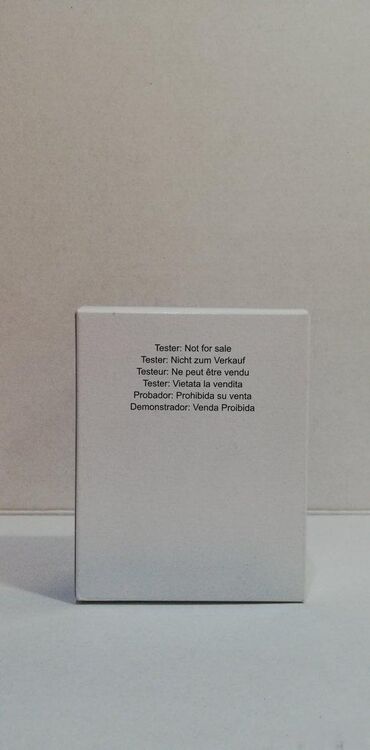 Tester: Not for sale
Tester: Nicht zum Verkauf
Testeur: Ne peut être vendu
Tester: Vietata la vendita
Probador: Prohibida su venta
Demonstrador: Venda Proibida